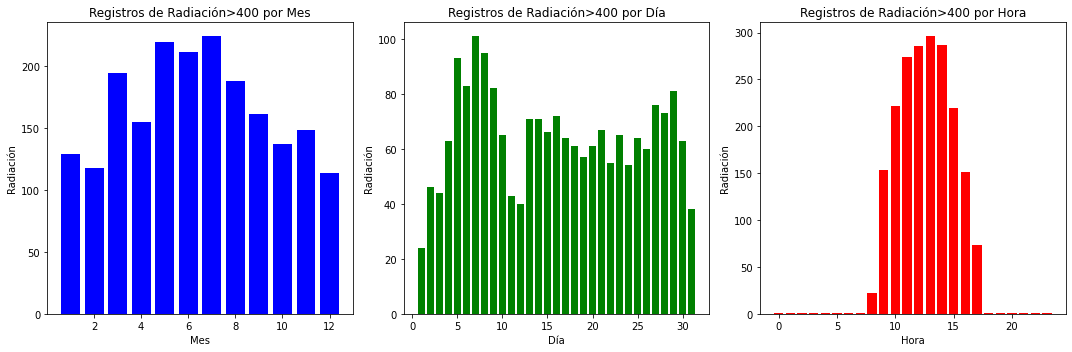 Registros de Radiación>400 por Mes
Radiación
200
150
100
50
0
2 4 6 8 10 12
Mes
Registros de Radiación>400 por Día
Radiación
100
80
60
40
20
0
0 5 10 15 20 25 30
Día
Registros de Radiación>400 por Hora
Radiación
300
250
200
150
100
50
0
0 5 10 15 20
Hora